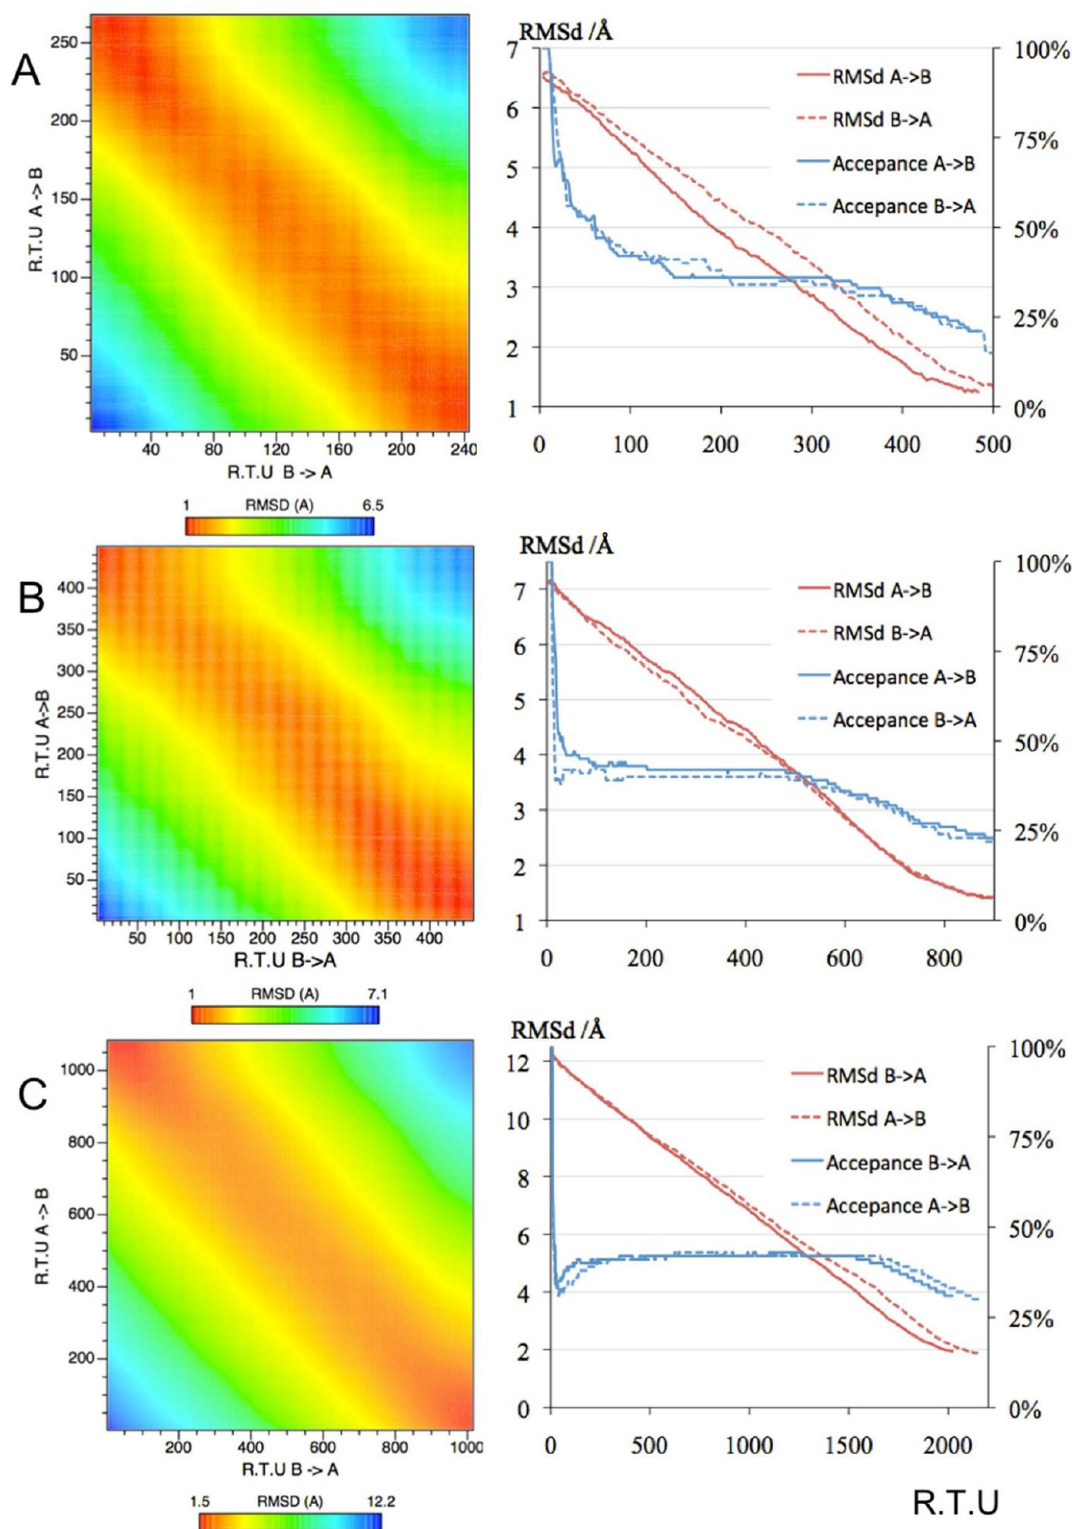 A
250
200
150
100
50
R.T.U A -> B
40 80 120 160 200 240
R.T.U B -> A
1 RMSD (A) 6.5
RMSd /Å
7
6
5
4
3
2
1
100%
75%
50%
25%
0%
RMSd A->B
RMSd B->A
Accepance A->B
Accepance B->A
0 100 200 300 400 500
B
400
350
300
250
200
150
100
50
R.T.U A->B
50 100 150 200 250 300 350 400
R.T.U B->A
1 RMSD (A) 7.1
RMSd /Å
7
6
5
4
3
2
1
100%
75%
50%
25%
0%
RMSd A->B
RMSd B->A
Accepance A->B
Accepance B->A
0 200 400 600 800
C
1000
800
600
400
200
R.T.U A -> B
200 400 600 800 1000
R.T.U B -> A
1.5 RMSD (A) 12.2
RMSd /Å
12
10
8
6
4
2
0
100%
75%
50%
25%
0%
RMSd B->A
RMSd A->B
Accepance B->A
Accepance A->B
0 500 1000 1500 2000
R.T.U